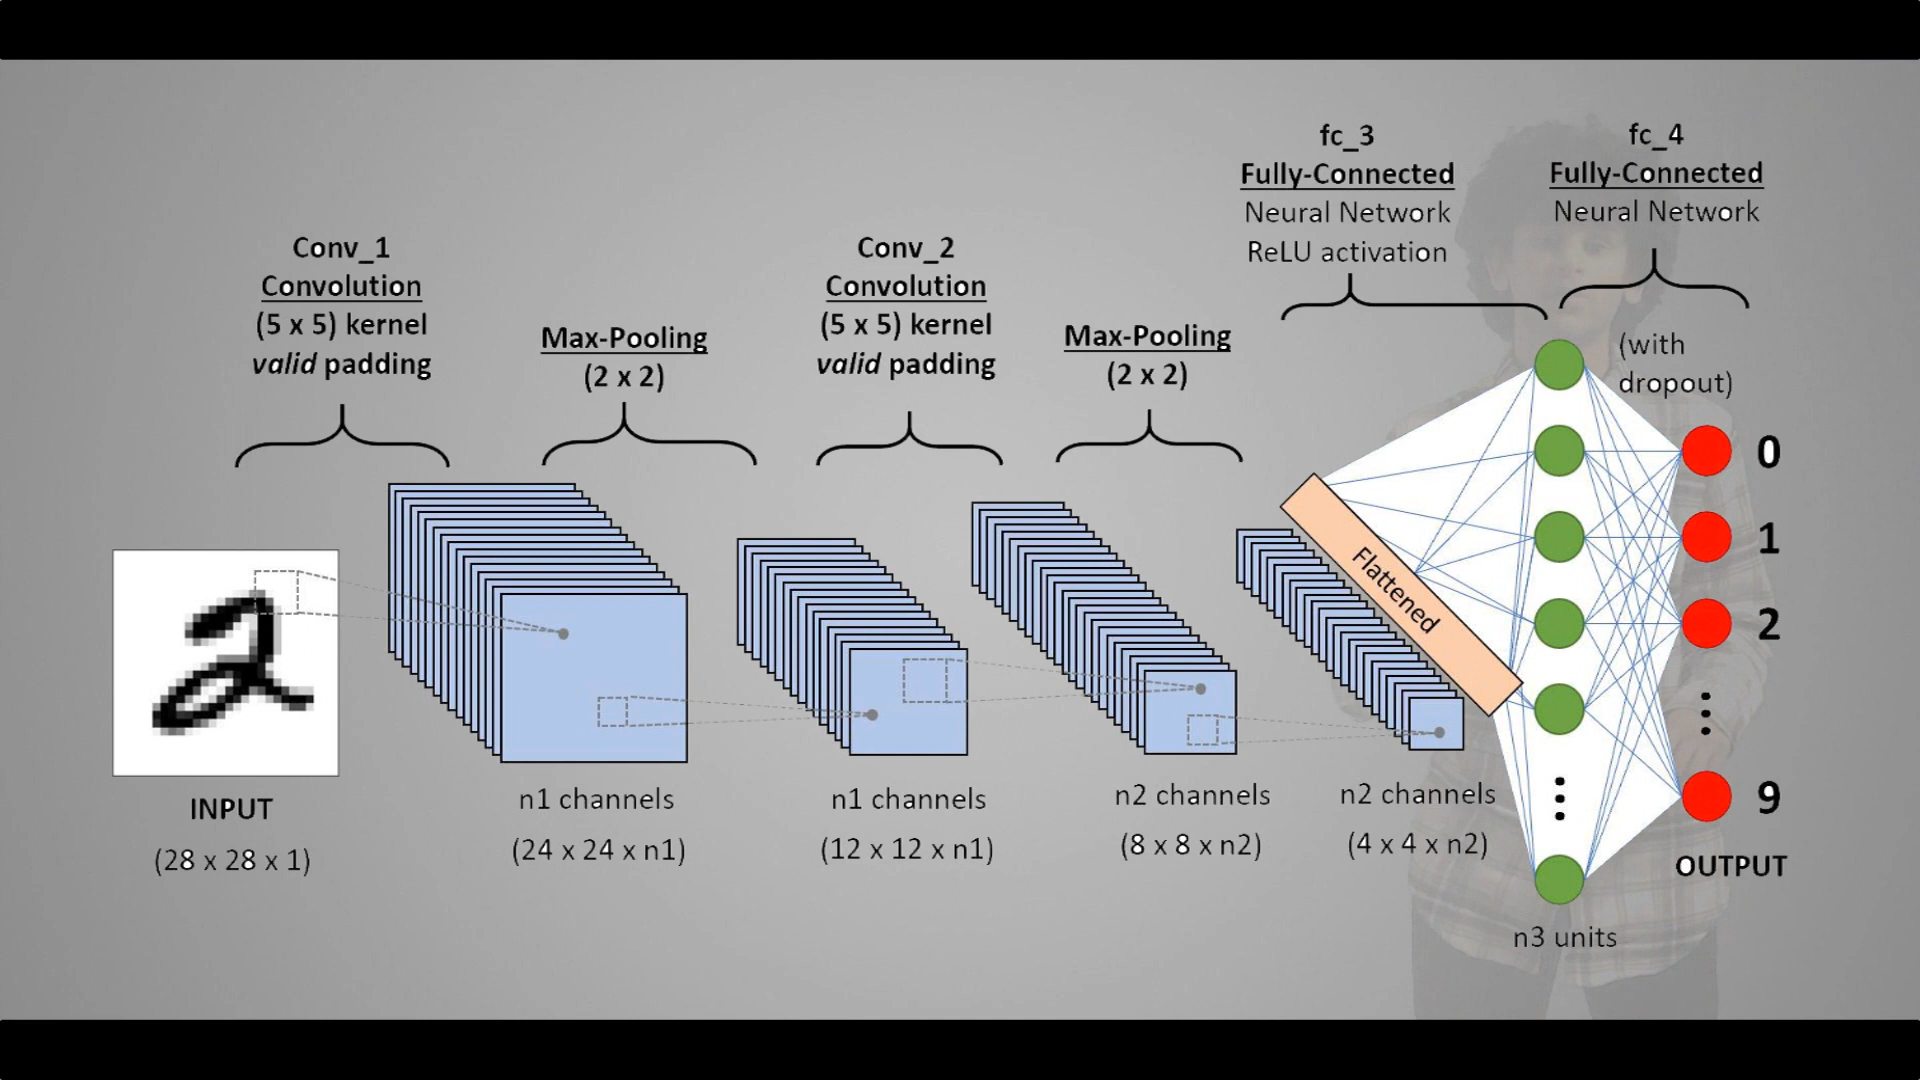 Conv_1
Convolution
(5 x 5) kernel
valid padding
Max-Pooling
(2 x 2)
Conv_2
Convolution
(5 x 5) kernel
valid padding
Max-Pooling
(2 x 2)
fc_3
Fully-Connected
Neural Network
ReLU activation
fc_4
Fully-Connected
Neural Network
(with
dropout)
Flattened
0
1
2
9
INPUT
(28 x 28 x 1)
n1 channels
(24 x 24 x n1)
n1 channels
(12 x 12 x n1)
n2 channels
(8 x 8 x n2)
n2 channels
(4 x 4 x n2)
n3 units
OUTPUT
2